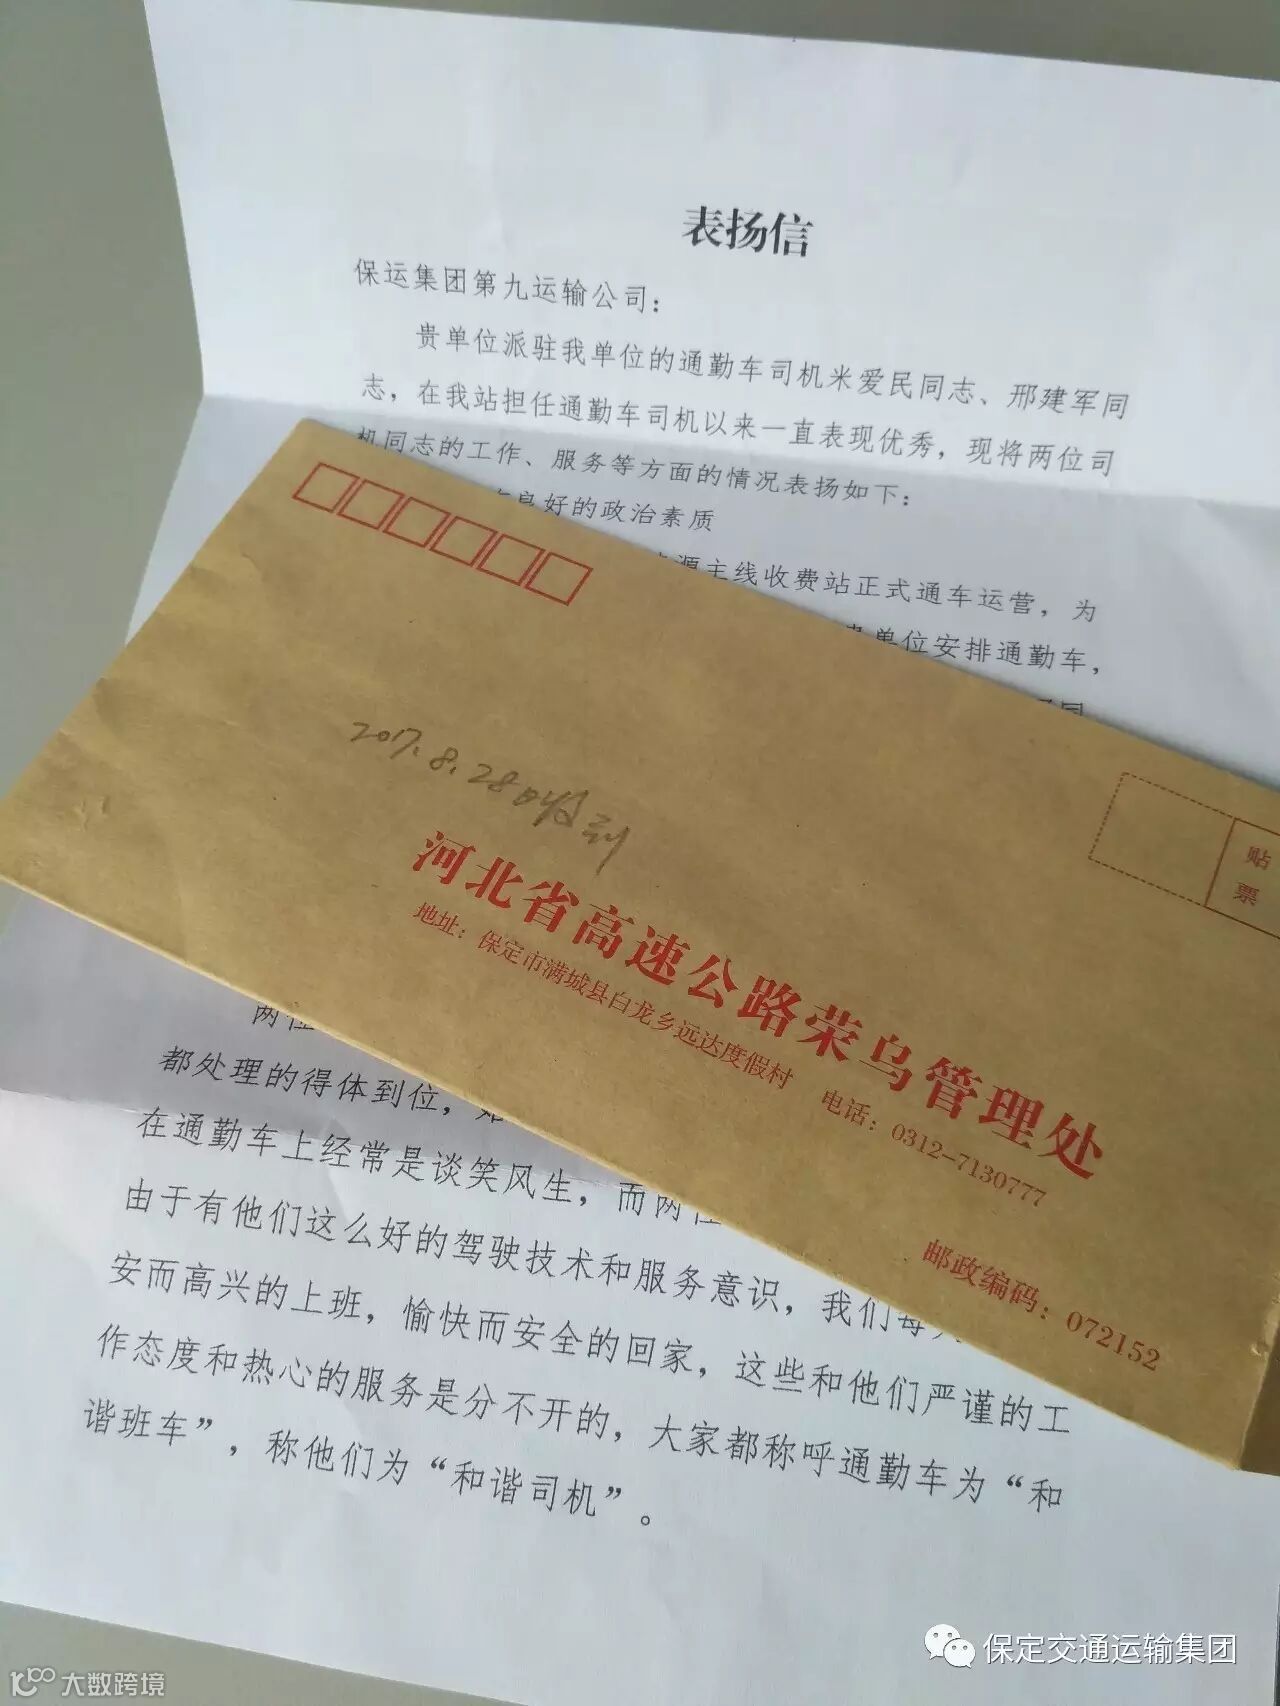 表扬信
保运集团第九运输公司：
贵单位派驻我单位的通勤车司机米爱民同志、邢建军同
志，在我站担任通勤车司机以来一直表现优秀，现将两位司
机同志的工作、服务等方面的情况表扬如下：
良好的政治素质
源主线收费站正式通车运营，为
单位安排通勤车，
同
2017.8.28日收到
贴
票
河北省高速公路荣乌管理处
地址：保定市满城县白龙乡远达度假村 电话：0312-7130777
邮政编码：072152
两位
都处理的得体到位，
在通勤车上经常是谈笑风生，而两位
由于有他们这么好的驾驶技术和服务意识，我们每天
安而高兴的上班，愉快而安全的回家，这些和他们严谨的工
作态度和热心的服务是分不开的，大家都称呼通勤车为“和
谐班车”，称他们为“和谐司机”。
保定交通运输集团
大数跨境